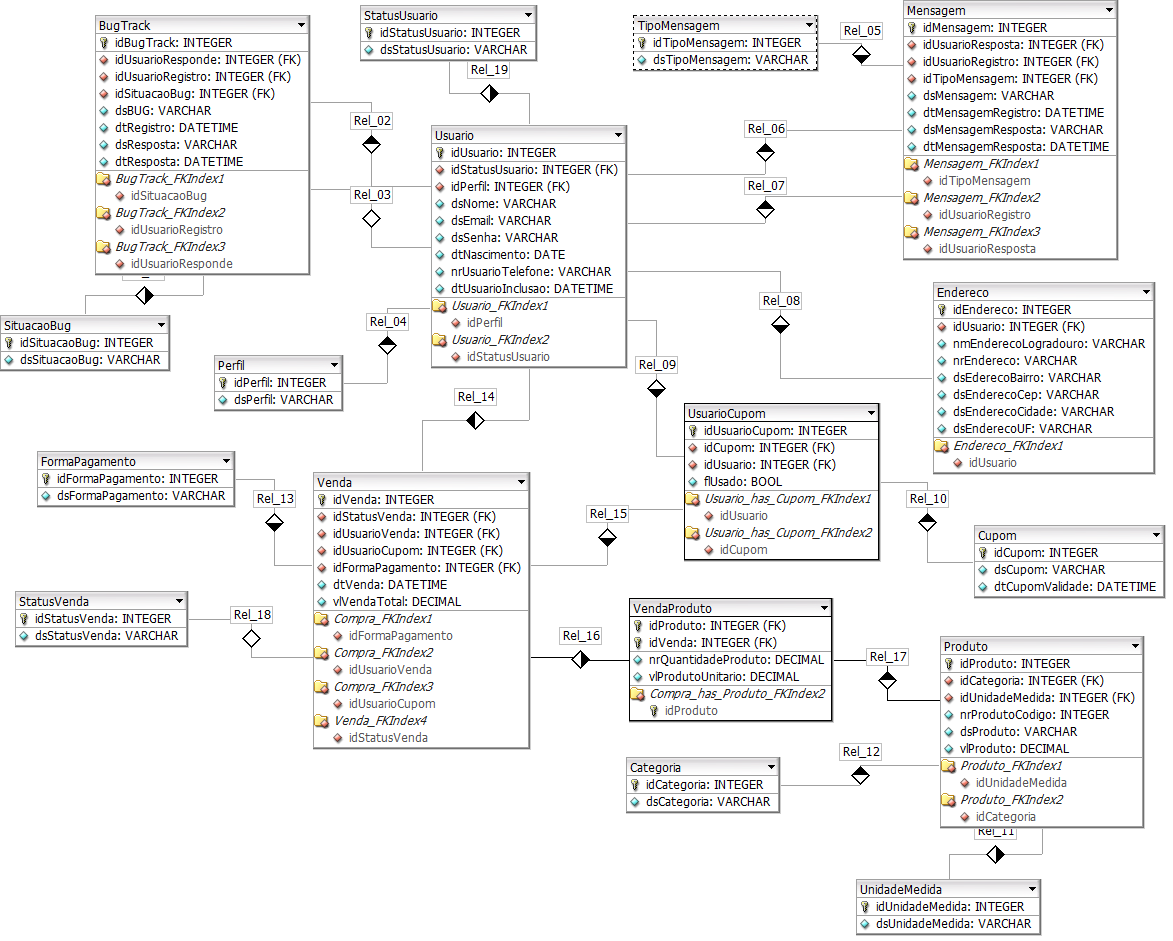 BugTrack
idBugTrack: INTEGER
idUsuarioResponde: INTEGER (FK)
idUsuarioRegistro: INTEGER (FK)
idSituacaoBug: INTEGER (FK)
dsBUG: VARCHAR
dtRegistro: DATETIME
dsResposta: VARCHAR
dtResposta: DATETIME
BugTrack_FKIndex1
idSituacaoBug
BugTrack_FKIndex2
idUsuarioRegistro
BugTrack_FKIndex3
idUsuarioResponde
StatusUsuario
idStatusUsuario: INTEGER
dsStatusUsuario: VARCHAR
Rel_19
Rel_02
Rel_03
TipoMensagem
idTipoMensagem: INTEGER
dsTipoMensagem: VARCHAR
Rel_05
Mensagem
idMensagem: INTEGER
idUsuarioResposta: INTEGER (FK)
idUsuarioRegistro: INTEGER (FK)
idTipoMensagem: INTEGER (FK)
dsMensagem: VARCHAR
dtMensagemRegistro: DATETIME
dsMensagemResposta: VARCHAR
dtMensagemResposta: DATETIME
Mensagem_FKIndex1
idTipoMensagem
Mensagem_FKIndex2
idUsuarioRegistro
Mensagem_FKIndex3
idUsuarioResposta
Usuario
idUsuario: INTEGER
idStatusUsuario: INTEGER (FK)
idPerfil: INTEGER (FK)
dsNome: VARCHAR
dsEmail: VARCHAR
dsSenha: VARCHAR
dtNascimento: DATE
nrUsuarioTelefone: VARCHAR
dtUsuarioInclusao: DATETIME
Usuario_FKIndex1
idPerfil
Usuario_FKIndex2
idStatusUsuario
Rel_06
Rel_07
Rel_08
SituacaoBug
idSituacaoBug: INTEGER
dsSituacaoBug: VARCHAR
Rel_04
Perfil
idPerfil: INTEGER
dsPerfil: VARCHAR
Rel_14
Rel_09
Endereco
idEndereco: INTEGER
idUsuario: INTEGER (FK)
nmEnderecoLogradouro: VARCHAR
nrEndereco: VARCHAR
dsEderecoBairro: VARCHAR
dsEnderecoCep: VARCHAR
dsEnderecoCidade: VARCHAR
dsEnderecoUF: VARCHAR
Endereco_FKIndex1
idUsuario
UsuarioCupom
idUsuarioCupom: INTEGER
idCupom: INTEGER (FK)
idUsuario: INTEGER (FK)
flUsado: BOOL
Usuario_has_Cupom_FKIndex1
idUsuario
Usuario_has_Cupom_FKIndex2
idCupom
Rel_10
Cupom
idCupom: INTEGER
dsCupom: VARCHAR
dtCupomValidade: DATETIME
FormaPagamento
idFormaPagamento: INTEGER
dsFormaPagamento: VARCHAR
Rel_13
Venda
idVenda: INTEGER
idStatusVenda: INTEGER (FK)
idUsuarioVenda: INTEGER (FK)
idUsuarioCupom: INTEGER (FK)
idFormaPagamento: INTEGER (FK)
dtVenda: DATETIME
vlVendaTotal: DECIMAL
Compra_FKIndex1
idFormaPagamento
Compra_FKIndex2
idUsuarioVenda
Compra_FKIndex3
idUsuarioCupom
Venda_FKIndex4
idStatusVenda
Rel_15
StatusVenda
idStatusVenda: INTEGER
dsStatusVenda: VARCHAR
Rel_18
Rel_16
VendaProduto
idProduto: INTEGER (FK)
idVenda: INTEGER (FK)
nrQuantidadeProduto: DECIMAL
vlProdutoUnitario: DECIMAL
Compra_has_Produto_FKIndex2
idProduto
Rel_17
Produto
idProduto: INTEGER
idCategoria: INTEGER (FK)
idUnidadeMedida: INTEGER (FK)
nrProdutoCodigo: INTEGER
dsProduto: VARCHAR
vlProduto: DECIMAL
Produto_FKIndex1
idUnidadeMedida
Produto_FKIndex2
idCategoria
Rel_12
Categoria
idCategoria: INTEGER
dsCategoria: VARCHAR
Rel_11
UnidadeMedida
idUnidadeMedida: INTEGER
dsUnidadeMedida: VARCHAR